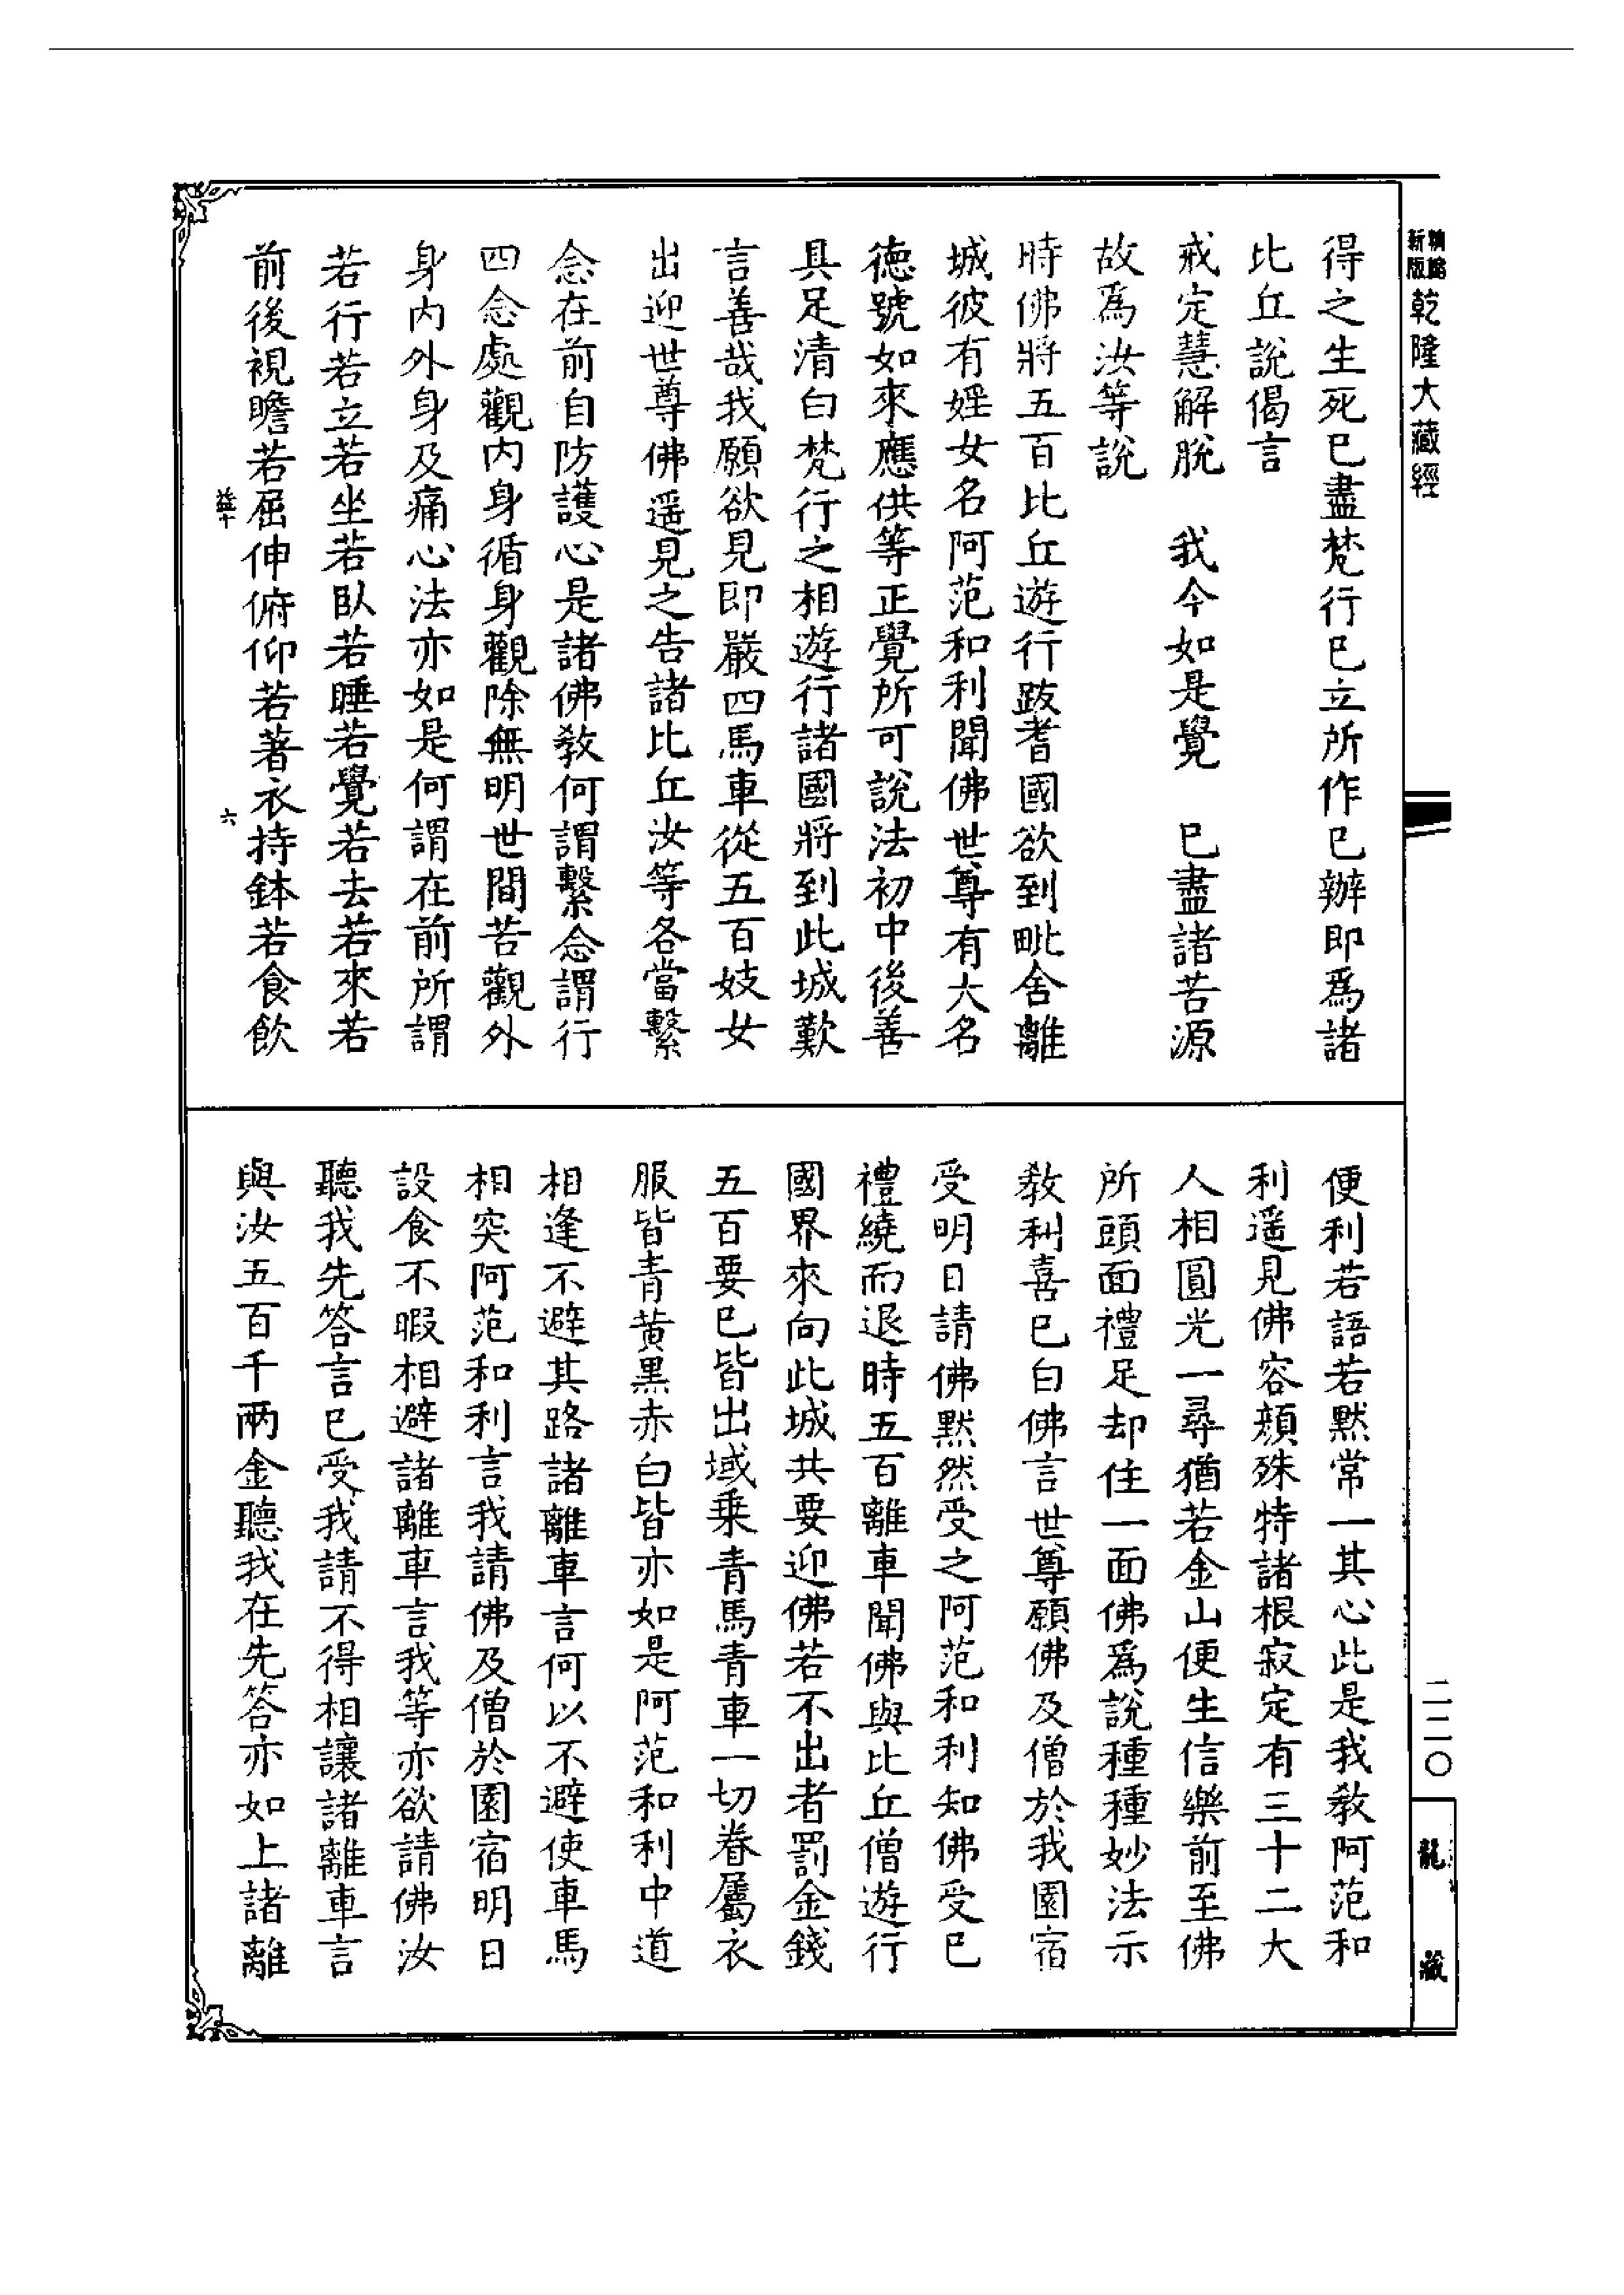 新版
乾隆大藏經
得之生死已盡梵行已立所作已辦即爲諸
比丘說偈言
戒定慧解脫　我今如是覺　已盡諸苦源
故爲汝等說
時佛將五百比丘遊行跋耆國欲到毗舍離
城彼有婬女名阿范和利聞佛世尊有大名
德號如來應供等正覺所可說法初中後善
具足清白梵行之相遊行諸國將到此城歎
言善哉我願欲見即嚴四馬車從五百妓女
出迎世尊佛遥見之告諸比丘汝等各當繫
念在前自防護心是諸佛教何謂繫念謂行
四念處觀內身循身觀除無明世間苦觀外
身内外身及痛心法亦如是何謂在前所謂
若行若立若坐若臥若睡若覺若去若來若
前後視瞻若屈伸俯仰若著衣持鉢若食飲
六
便利若語若默常一其心此是我教阿范和
利遥見佛容顏殊特諸根寂定有三十二大
人相圓光一尋猶若金山便生信樂前至佛
所頭面禮足却住一面佛爲說種種妙法示
教利喜已白佛言世尊願佛及僧於我園宿
受明日請佛默然受之阿范和利知佛受已
禮繞而退時五百離車聞佛與比丘僧遊行
國界來向此城共要迎佛若不出者罰金錢
五百要已皆出域乘青馬青車一切眷屬衣
服皆青黃黑赤白皆亦如是阿范和利中道
相逢不避其路諸離車言何以不避使車馬
相突阿范和利言我請佛及僧於園宿明日
設食不暇相避諸離車言我等亦欲請佛汝
聽我先答言已受我請不得相讓諸離車言
與汝五百千兩金聽我在先答亦如上諸離
二二〇
龍藏